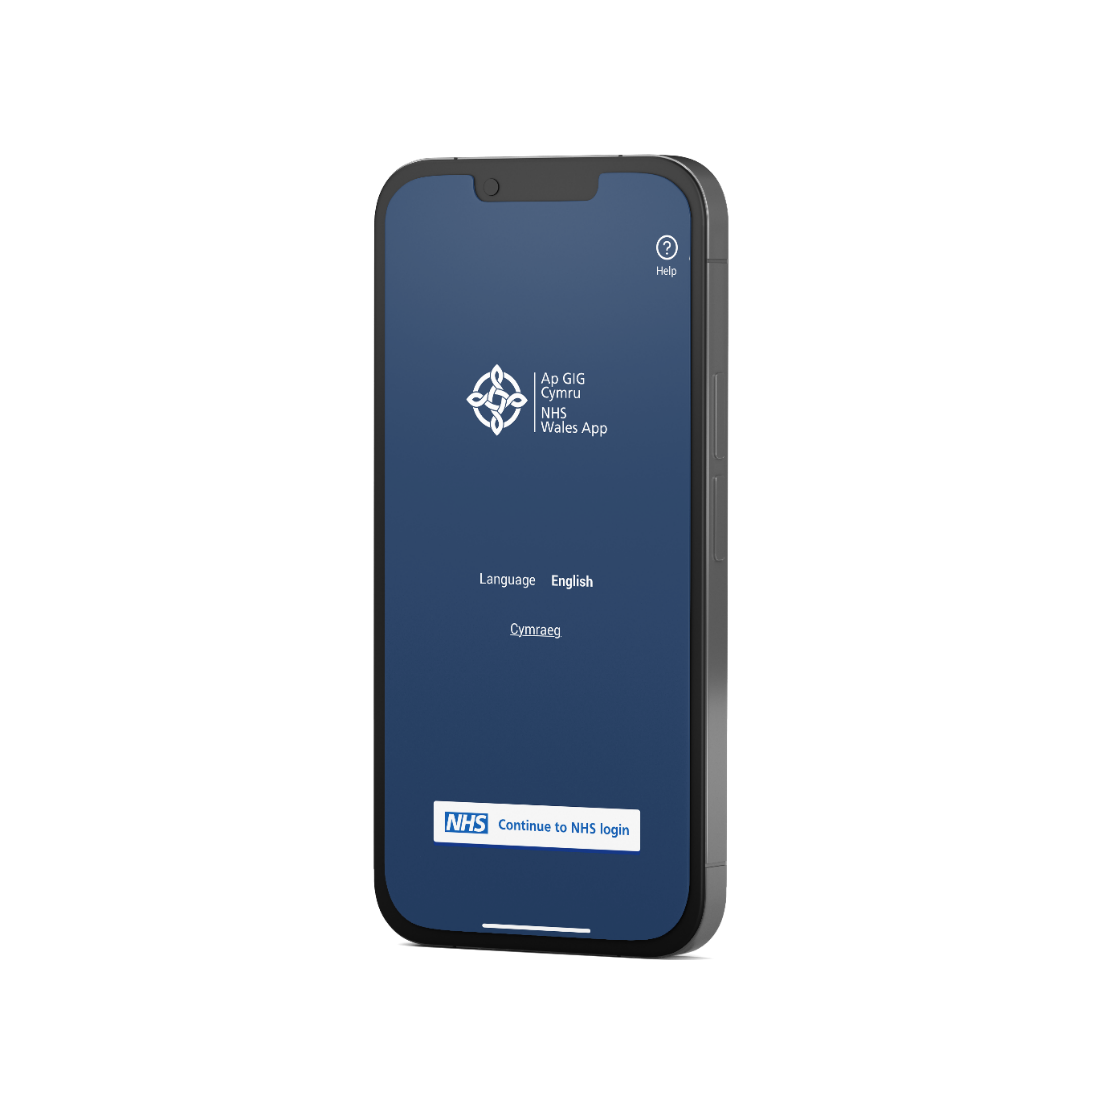 ?
Help
Ap GIG
Cymru
NHS
Wales App
Language English
Cymraeg
NHS Continue to NHS login